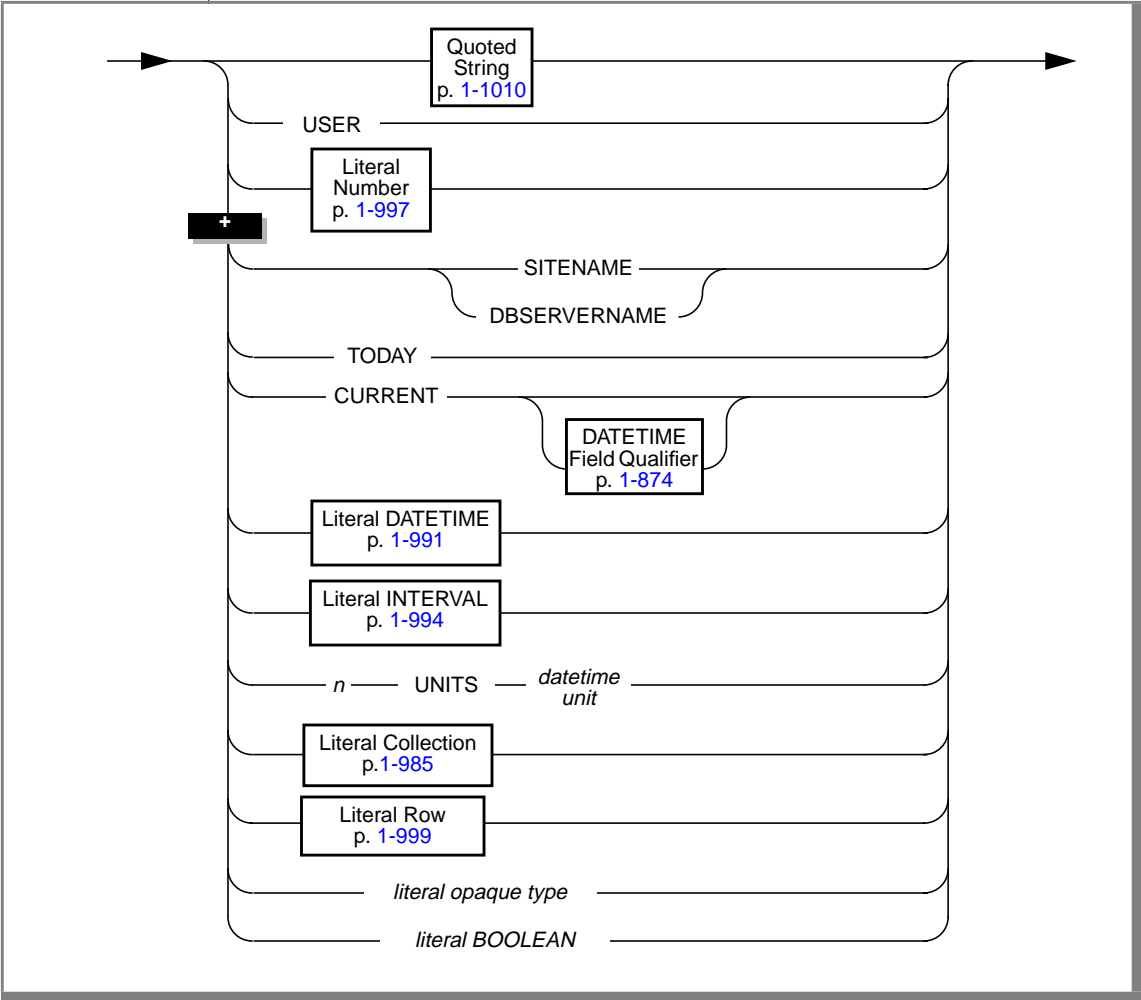 Quoted
String
p. 1-1010
USER
Literal
Number
p. 1-997
+
SITENAME
DBSERVERNAME
TODAY
CURRENT
DATETIME
Field Qualifier
p. 1-874
Literal DATETIME
p. 1-991
Literal INTERVAL
p. 1-994
n UNITS datetime
unit
Literal Collection
p.1-985
Literal Row
p. 1-999
literal opaque type
literal BOOLEAN